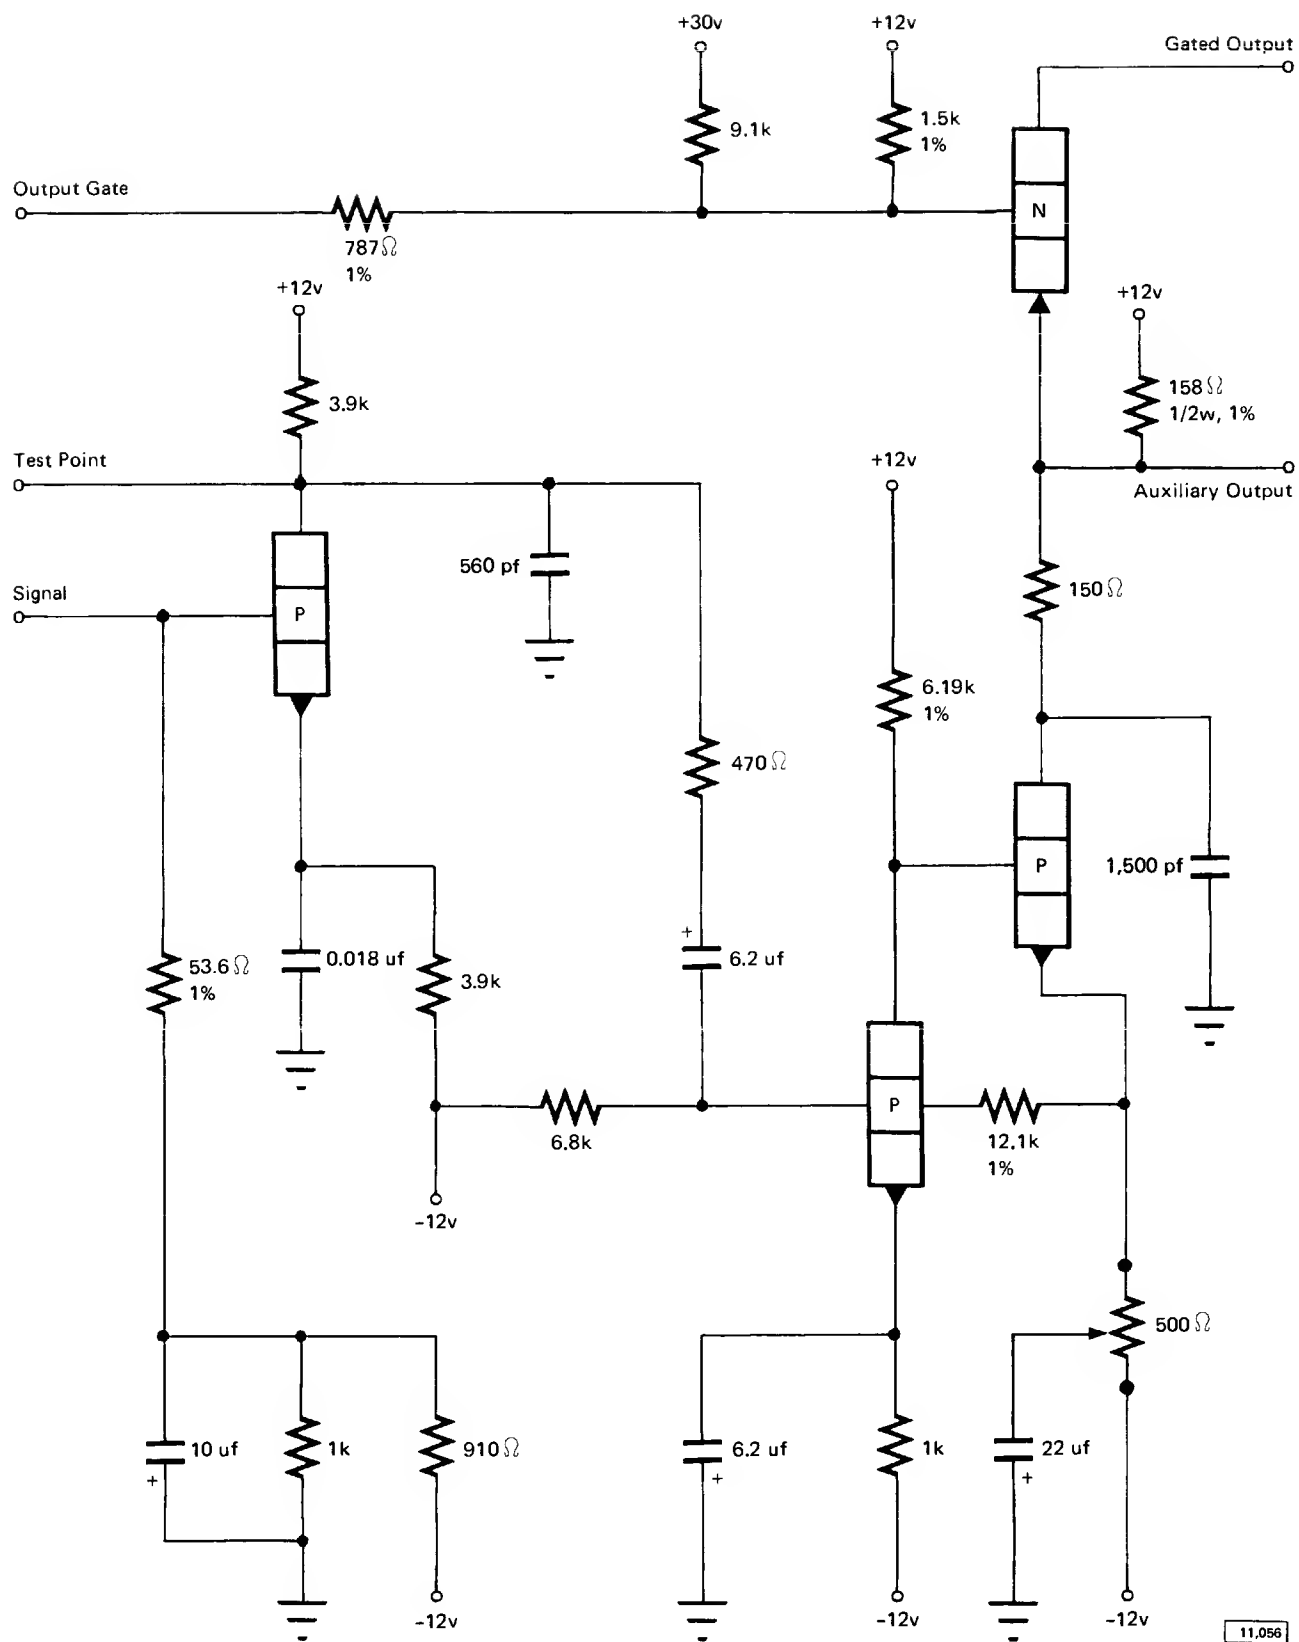 +30v
+12v
Gated Output
9.1k
1.5k
1%
Output Gate
N
787Ω
1%
+12v
+12v
3.9k
158Ω
1/2w, 1%
Test Point
+12v
Auxiliary Output
560 pf
150Ω
Signal
P
6.19k
1%
470Ω
P
1,500 pf
+
53.6Ω
1%
0.018 uf
3.9k
6.2 uf
P
6.8k
12.1k
1%
-12v
500Ω
10 uf
+
1k
910Ω
6.2 uf
+
1k
22 uf
+
-12v
-12v
-12v
11,056